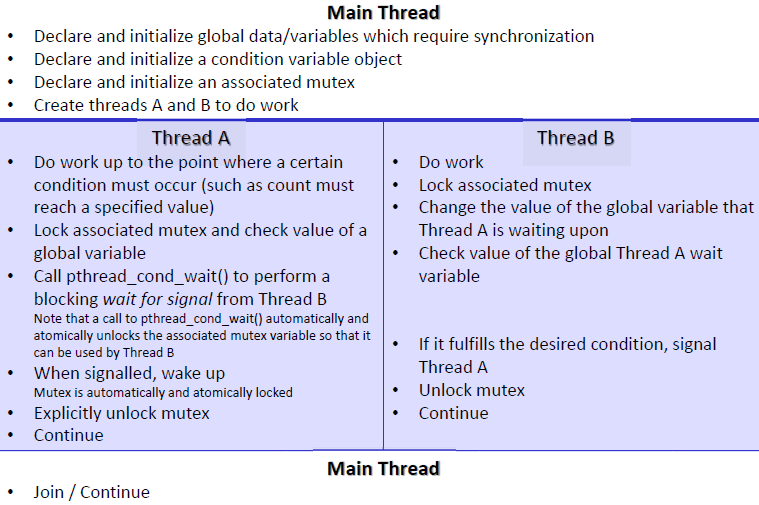 Main Thread
• Declare and initialize global data/variables which require synchronization
• Declare and initialize a condition variable object
• Declare and initialize an associated mutex
• Create threads A and B to do work
Thread A
• Do work up to the point where a certain
condition must occur (such as count must
reach a specified value)
• Lock associated mutex and check value of a
global variable
• Call pthread_cond_wait() to perform a
blocking wait for signal from Thread B
Note that a call to pthread_cond_wait() automatically and
atomically unlocks the associated mutex variable so that it
can be used by Thread B
• When signalled, wake up
Mutex is automatically and atomically locked
• Explicitly unlock mutex
• Continue
Thread B
• Do work
• Lock associated mutex
• Change the value of the global variable that
Thread A is waiting upon
• Check value of the global Thread A wait
variable
• If it fulfills the desired condition, signal
Thread A
• Unlock mutex
• Continue
Main Thread
• Join / Continue